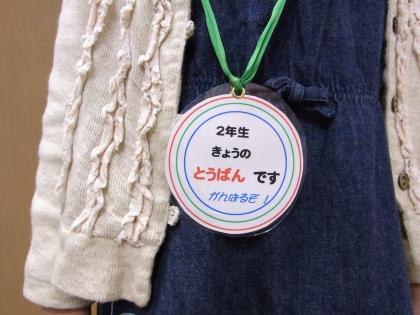 2年生
きょうの
とうばん です
がんばるぞ！